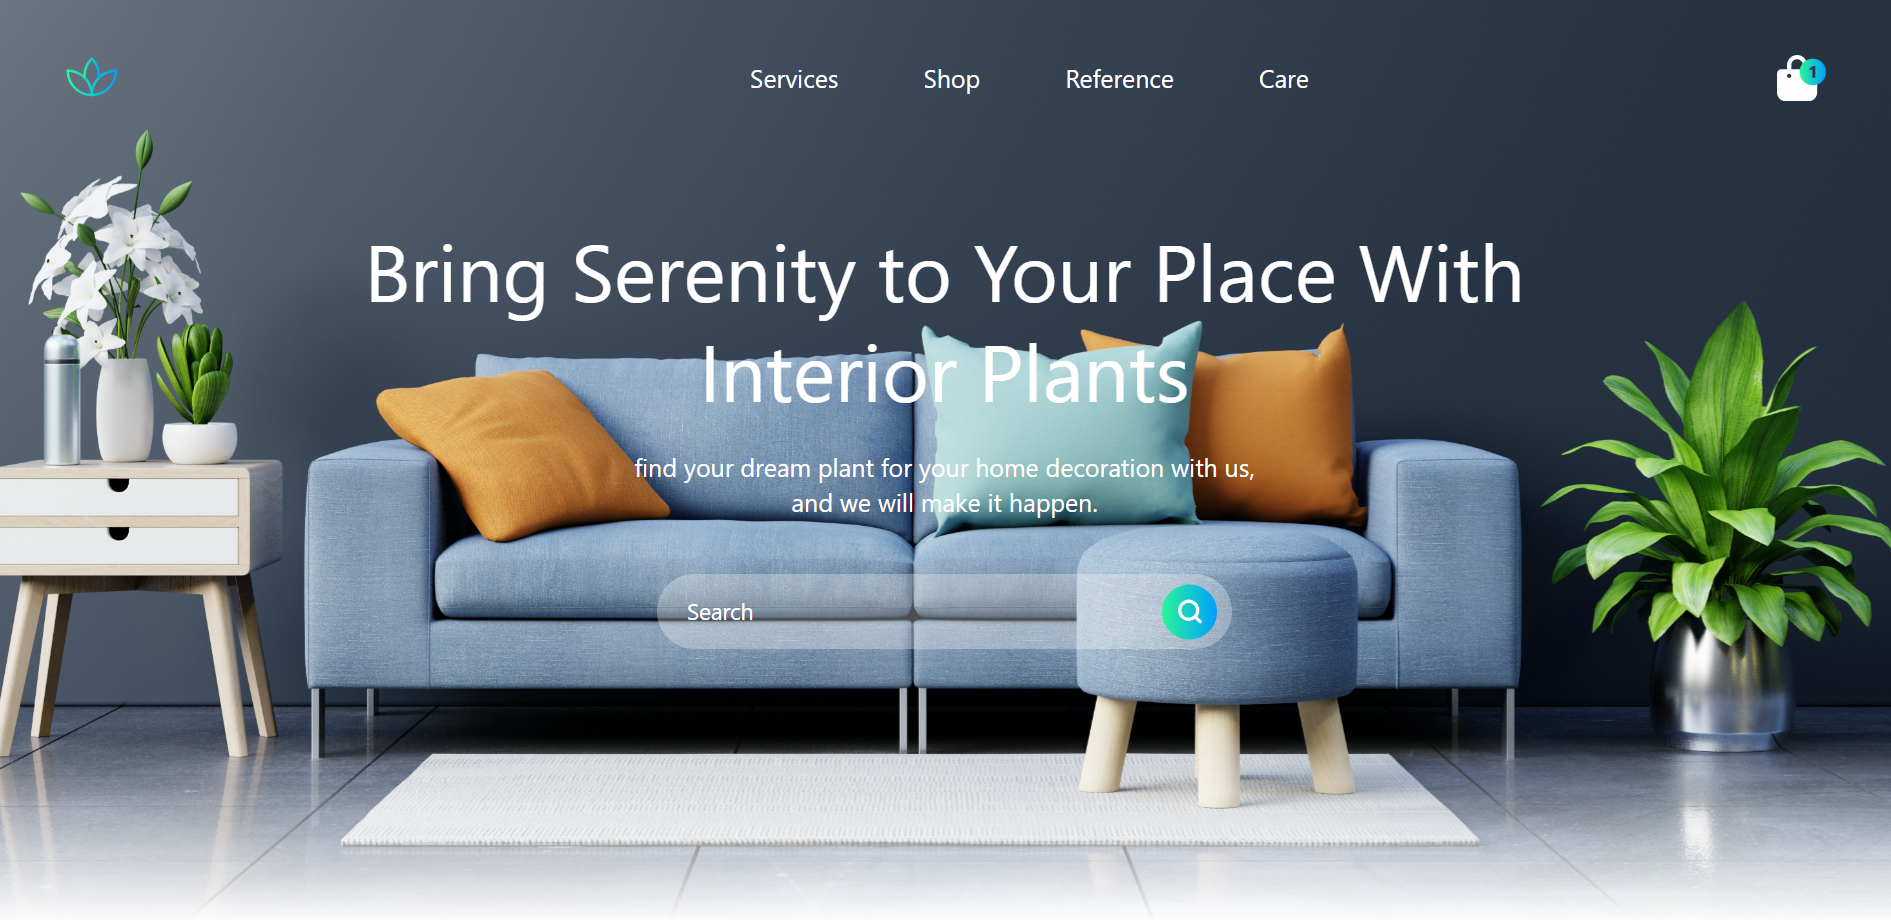 Services Shop Reference Care
1
Bring Serenity to Your Place With
Interior Plants
find your dream plant for your home decoration with us,
and we will make it happen.
Search